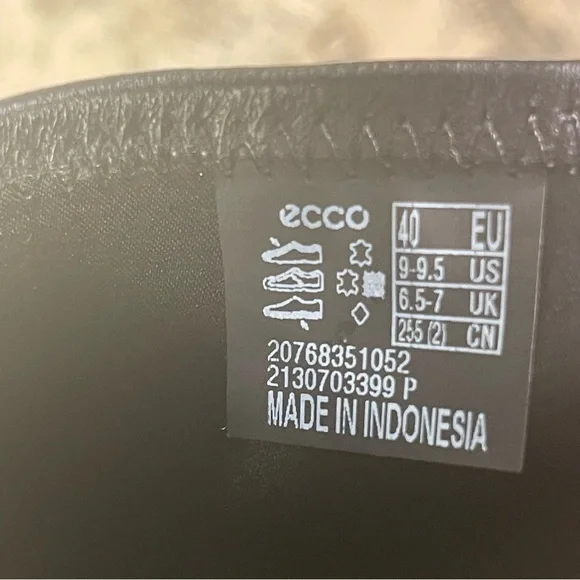 ecco
40 EU
9-9.5 US
6.5-7 UK
255 (2) CN
20768351052
2130703399 P
MADE IN INDONESIA